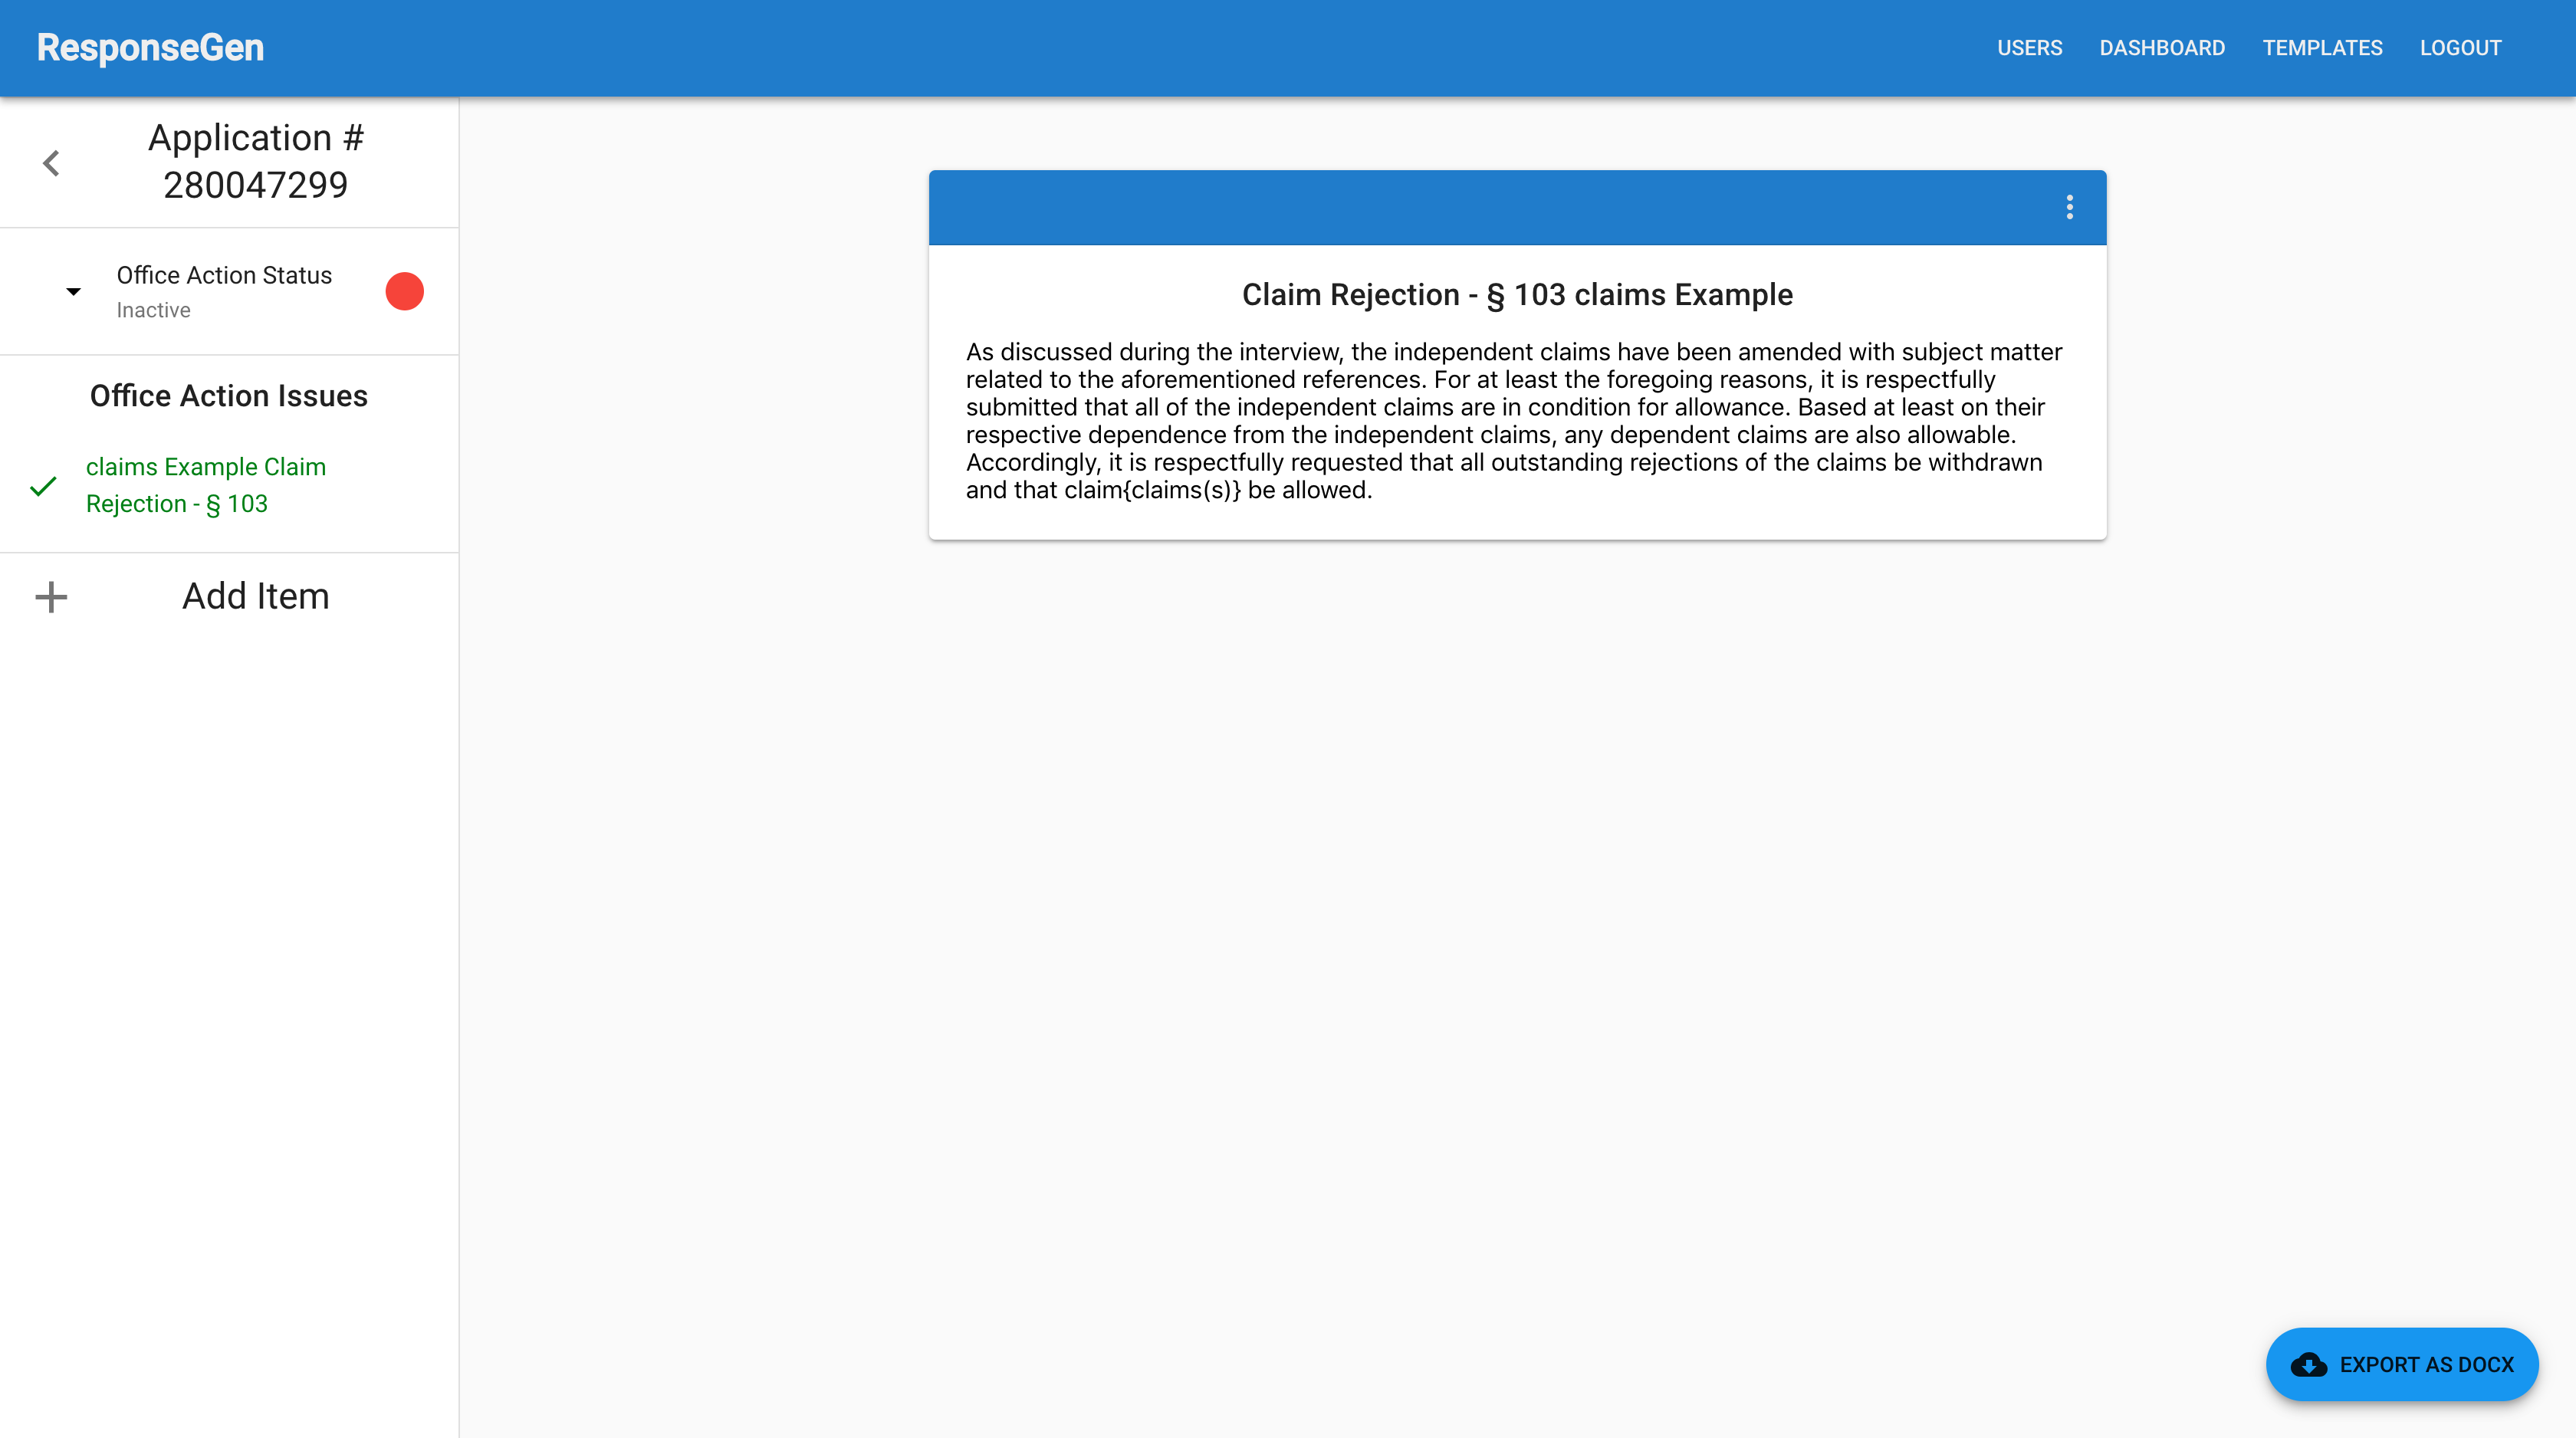 ResponseGen
USERS DASHBOARD TEMPLATES LOGOUT
Application #
280047299
Office Action Status
Inactive
Office Action Issues
claims Example Claim
Rejection - § 103
Add Item
Claim Rejection - § 103 claims Example
As discussed during the interview, the independent claims have been amended with subject matter
related to the aforementioned references. For at least the foregoing reasons, it is respectfully
submitted that all of the independent claims are in condition for allowance. Based at least on their
respective dependence from the independent claims, any dependent claims are also allowable.
Accordingly, it is respectfully requested that all outstanding rejections of the claims be withdrawn
and that claim{claims(s)} be allowed.
EXPORT AS DOCX